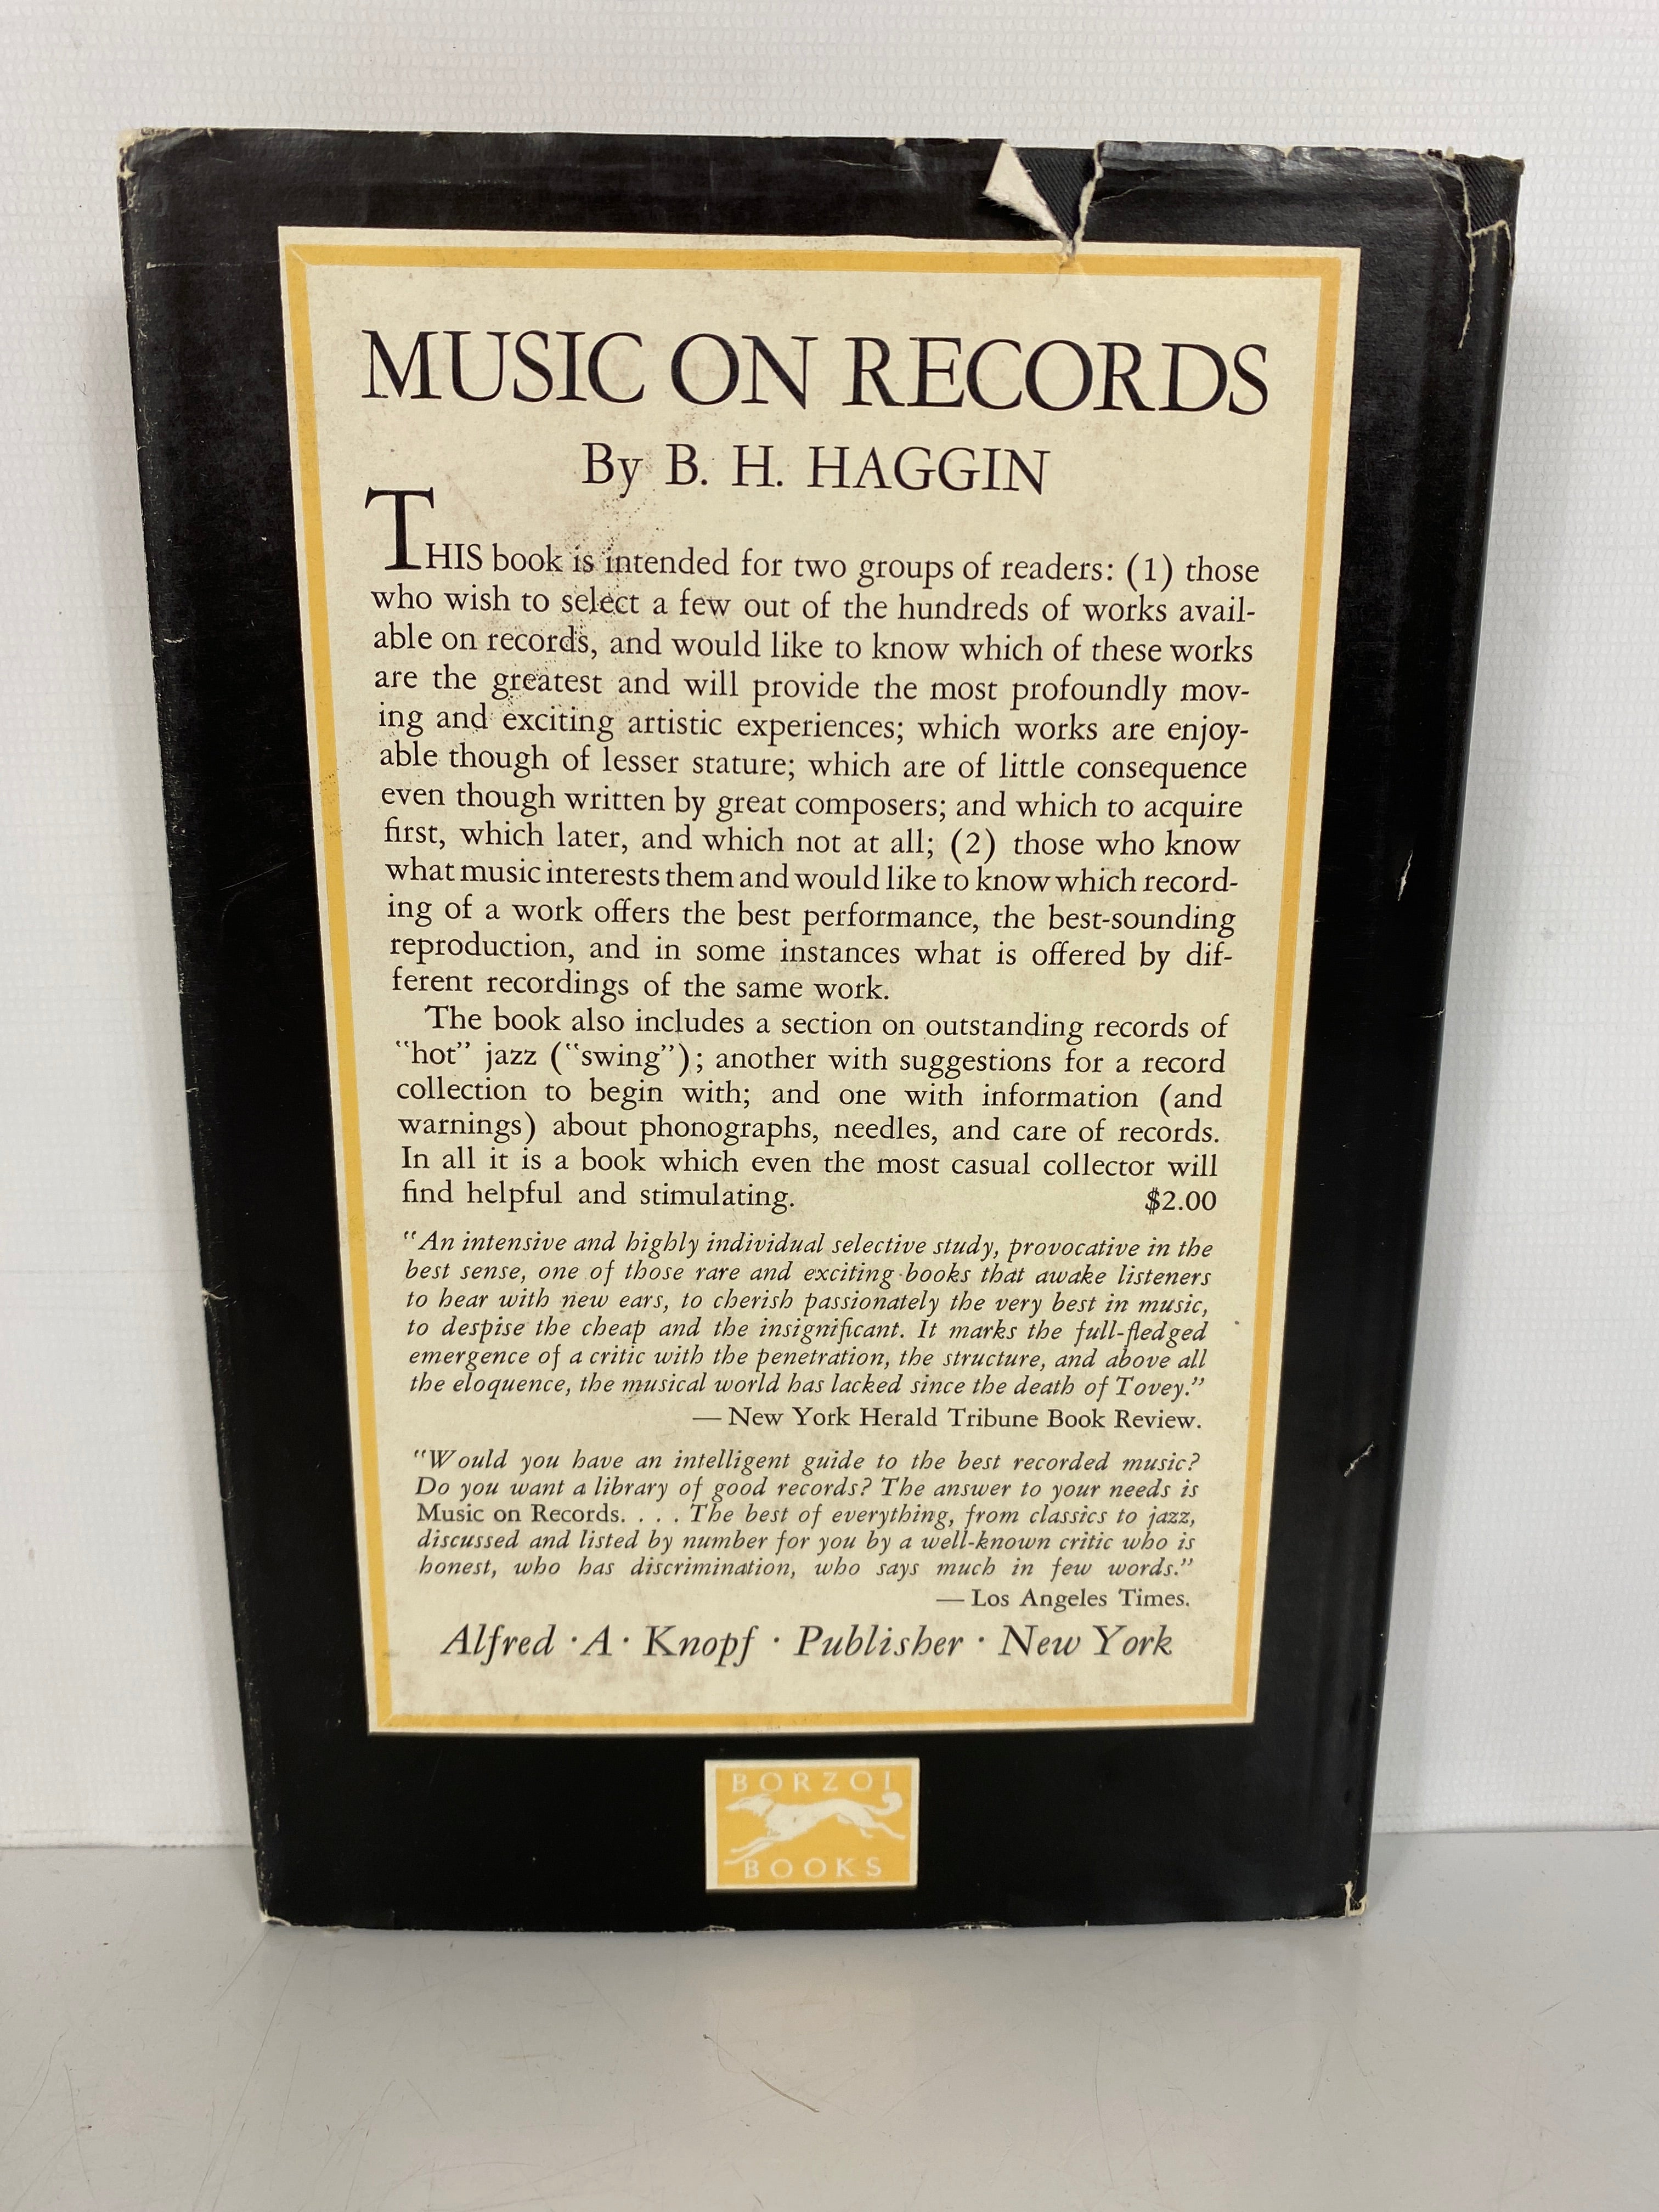 MUSIC ON RECORDS
By B. H. HAGGIN
THIS book is intended for two groups of readers: (1) those
who wish to select a few out of the hundreds of works avail-
able on records, and would like to know which of these works
are the greatest and will provide the most profoundly mov-
ing and exciting artistic experiences; which works are enjoy-
able though of lesser stature; which are of little consequence
even though written by great composers; and which to acquire
first, which later, and which not at all; (2) those who know
what music interests them and would like to know which record-
ing of a work offers the best performance, the best-sounding
reproduction, and in some instances what is offered by dif-
ferent recordings of the same work.
The book also includes a section on outstanding records of
"hot" jazz ("swing"); another with suggestions for a record
collection to begin with; and one with information (and
warnings) about phonographs, needles, and care of records.
In all it is a book which even the most casual collector will
find helpful and stimulating. $2.00
"An intensive and highly individual selective study, provocative in the
best sense, one of those rare and exciting books that awake listeners
to hear with new ears, to cherish passionately the very best in music,
to despise the cheap and the insignificant. It marks the full-fledged
emergence of a critic with the penetration, the structure, and above all
the eloquence, the musical world has lacked since the death of Tovey."
— New York Herald Tribune Book Review.
"Would you have an intelligent guide to the best recorded music?
Do you want a library of good records? The answer to your needs is
Music on Records. . . . The best of everything, from classics to jazz,
discussed and listed by number for you by a well-known critic who is
honest, who has discrimination, who says much in few words."
— Los Angeles Times.
Alfred · A · Knopf · Publisher · New York
BORZOI
BOOKS